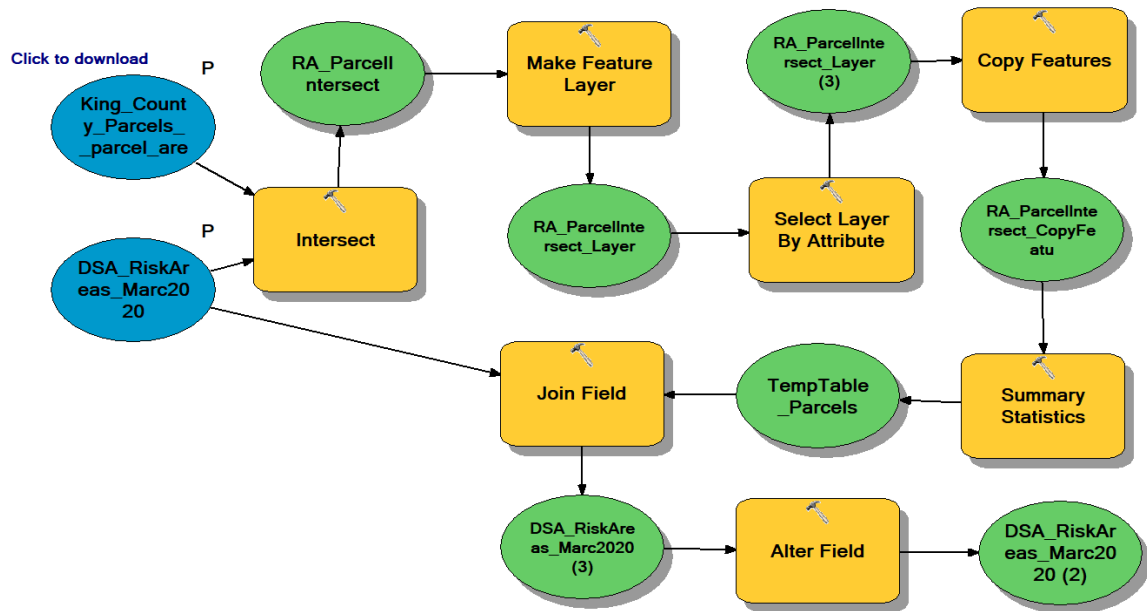 Click to download
P
King_Count
y_Parcels_
_parcel_are
P
DSA_RiskAr
eas_Marc20
20
Intersect
RA_ParcelI
ntersect
Make Feature
Layer
RA_ParcelInte
rsect_Layer
Select Layer
By Attribute
RA_ParcelInte
rsect_Layer
(3)
Copy Features
RA_ParcelInte
rsect_CopyFe
atu
Summary
Statistics
TempTable
_Parcels
Join Field
DSA_RiskAre
as_Marc2020
(3)
Alter Field
DSA_RiskAr
eas_Marc20
20 (2)